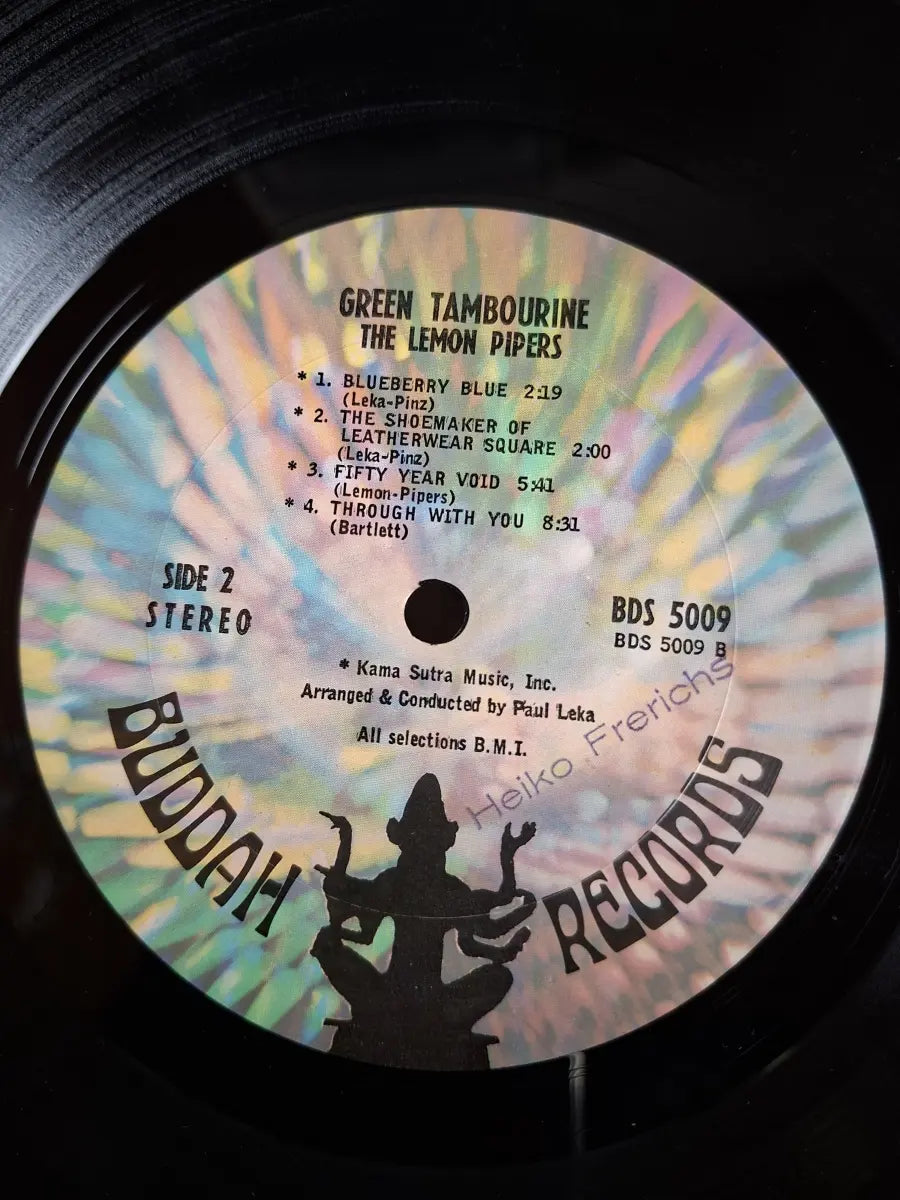 GREEN TAMBOURINE
THE LEMON PIPERS
* 1. BLUEBERRY BLUE 2:19
(Leka-Pinz)
* 2. THE SHOEMAKER OF
LEATHERWEAR SQUARE 2:00
(Leka-Pinz)
* 3. FIFTY YEAR VOID 5:41
(Lemon-Pipers)
* 4. THROUGH WITH YOU 8:31
(Bartlett)
SIDE 2
STEREO
BDS 5009
BDS 5009 B
* Kama Sutra Music, Inc.
Arranged & Conducted by Paul Leka
All selections B.M.I.
Heiko Frerichs
BUDDAH RECORDS